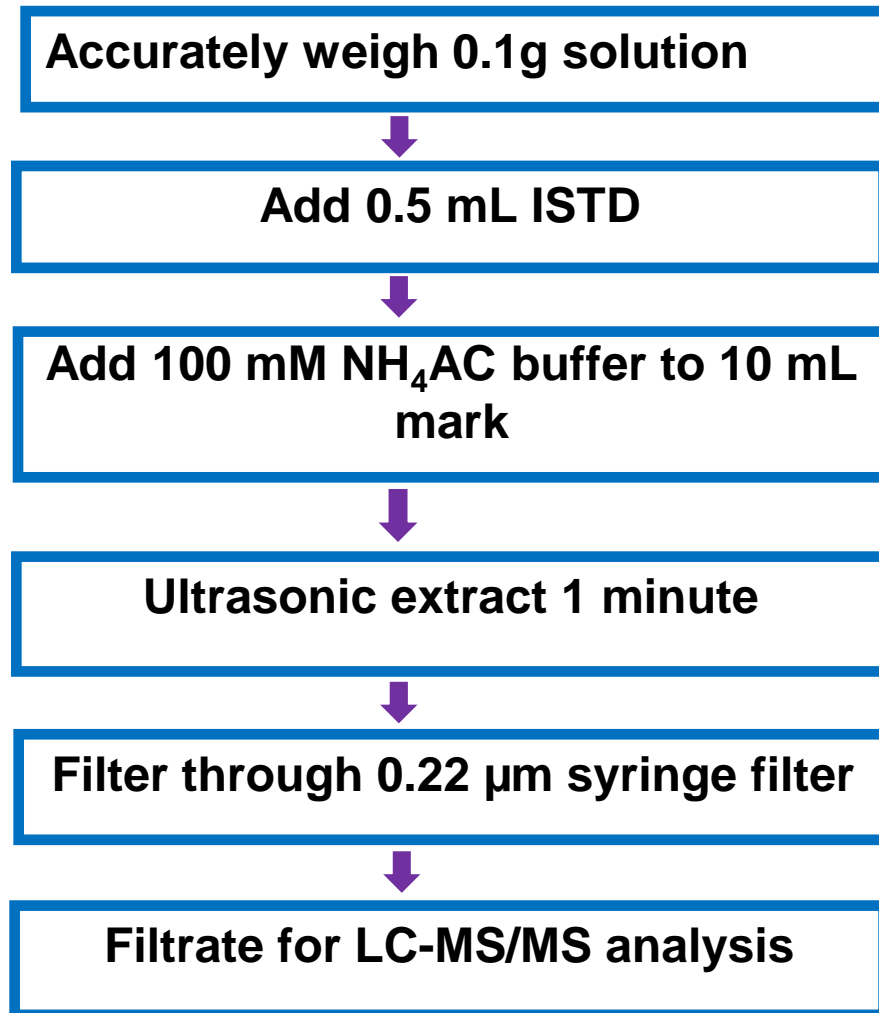 Accurately weigh 0.1g solution
Add 0.5 mL ISTD
Add 100 mM NH₄AC buffer to 10 mL
mark
Ultrasonic extract 1 minute
Filter through 0.22 µm syringe filter
Filtrate for LC-MS/MS analysis